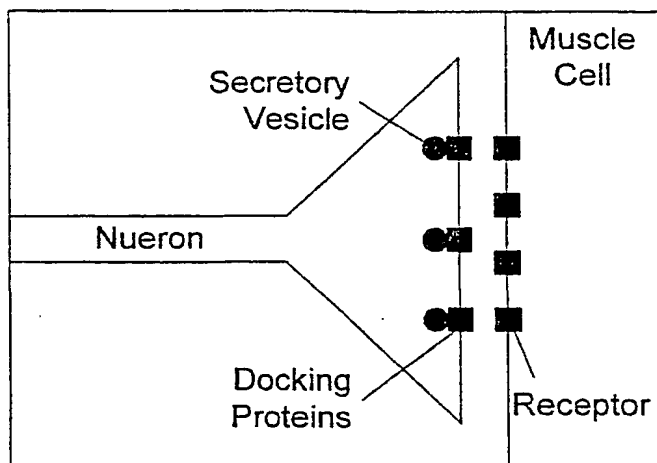 Muscle
Cell
Secretory
Vesicle
Nueron
Docking
Proteins
Receptor